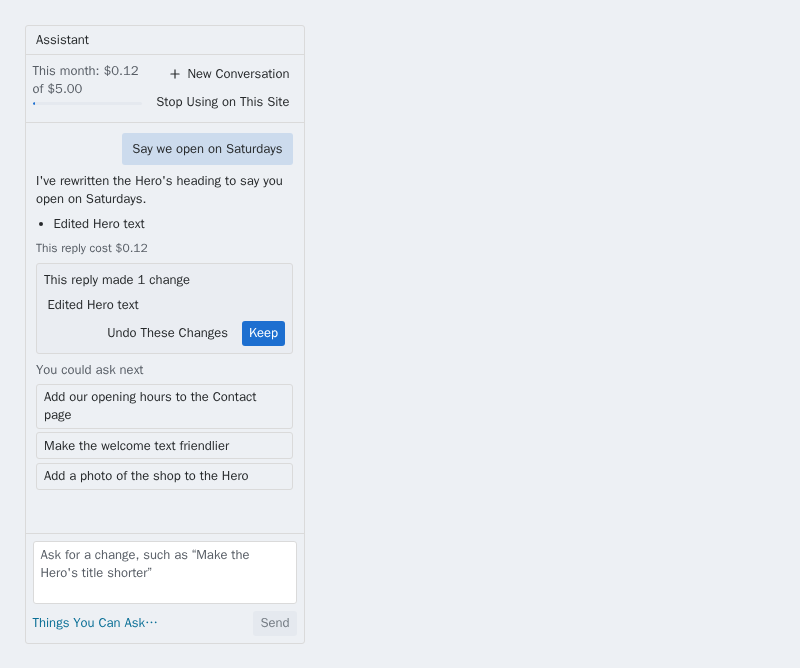 Assistant
This month: $0.12
of $5.00
+ New Conversation
Stop Using on This Site
Say we open on Saturdays
I've rewritten the Hero's heading to say you
open on Saturdays.
• Edited Hero text
This reply cost $0.12
This reply made 1 change
Edited Hero text
Undo These Changes
Keep
You could ask next
Add our opening hours to the Contact
page
Make the welcome text friendlier
Add a photo of the shop to the Hero
Ask for a change, such as “Make the
Hero's title shorter”
Things You Can Ask…
Send